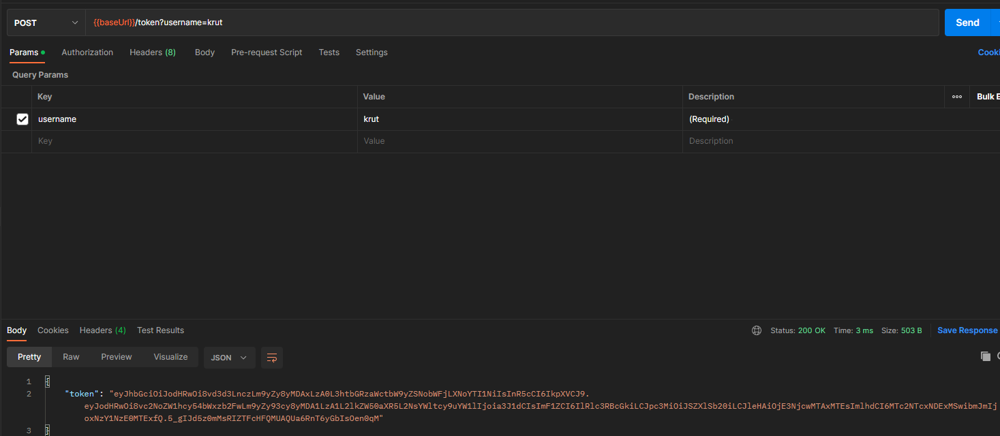 POST {{baseUrl}}/token?username=krut Send
Params Authorization Headers (8) Body Pre-request Script Tests Settings Cooki
Query Params
Key Value Description ooo Bulk E
username krut (Required)
Key Value Description
Body Cookies Headers (4) Test Results Status: 200 OK Time: 3 ms Size: 503 B Save Response
Pretty Raw Preview Visualize JSON
1 {
2 "token": "eyJhbGciOiJodHRwOi8vd3d3LnczLm9yZy8yMDAxLzA0L3htbGRzaWctbW9yZSNobWFjLXNoYTI1NiIsInR5cCI6IkpXVCJ9.
eyJodHRwOi8vc2NoZW1hcy54bWxzb2FwLm9yZy93cy8yMDA1LzA1L2lkZW50aXR5L2NsYWltcy9uYW1lIjoia3J1dCIsImF1ZCI6IlRlc3RBcGkiLCJpc3MiOiJSZXlSb20iLCJleHAiOjE3NjcwMTAxMTEsImlhdCI6MTc2NTcxNDExMSwibmJmIj
oxNzY1NzE0MTExfQ.5_gIJd5z0mMsRIZTFcHFQMUAQUa6RnT6yGbIsOen0qM"
3 }